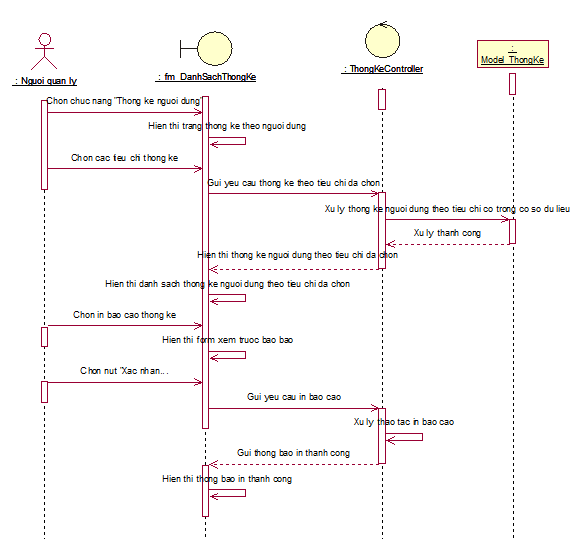 : Nguoi quan ly
: fm_DanhSachThongKe
: ThongKeController
:
Model_ThongKe
Chon chuc nang "Thong ke nguoi dung"
Hien thi trang thong ke theo nguoi dung
Chon cac tieu chi thong ke
Gui yeu cau thong ke theo tieu chi da chon
Xu ly thong ke nguoi dung theo tieu chi co trong co so du lieu
Xu ly thanh cong
Hien thi thong ke nguoi dung theo tieu chi da chon
Hien thi danh sach thong ke nguoi dung theo tieu chi da chon
Chon in bao cao thong ke
Hien thi form xem truoc bao bao
Chon nut "Xac nhan...
Gui yeu cau in bao cao
Xu ly thao tac in bao cao
Gui thong bao in thanh cong
Hien thi thong bao in thanh cong